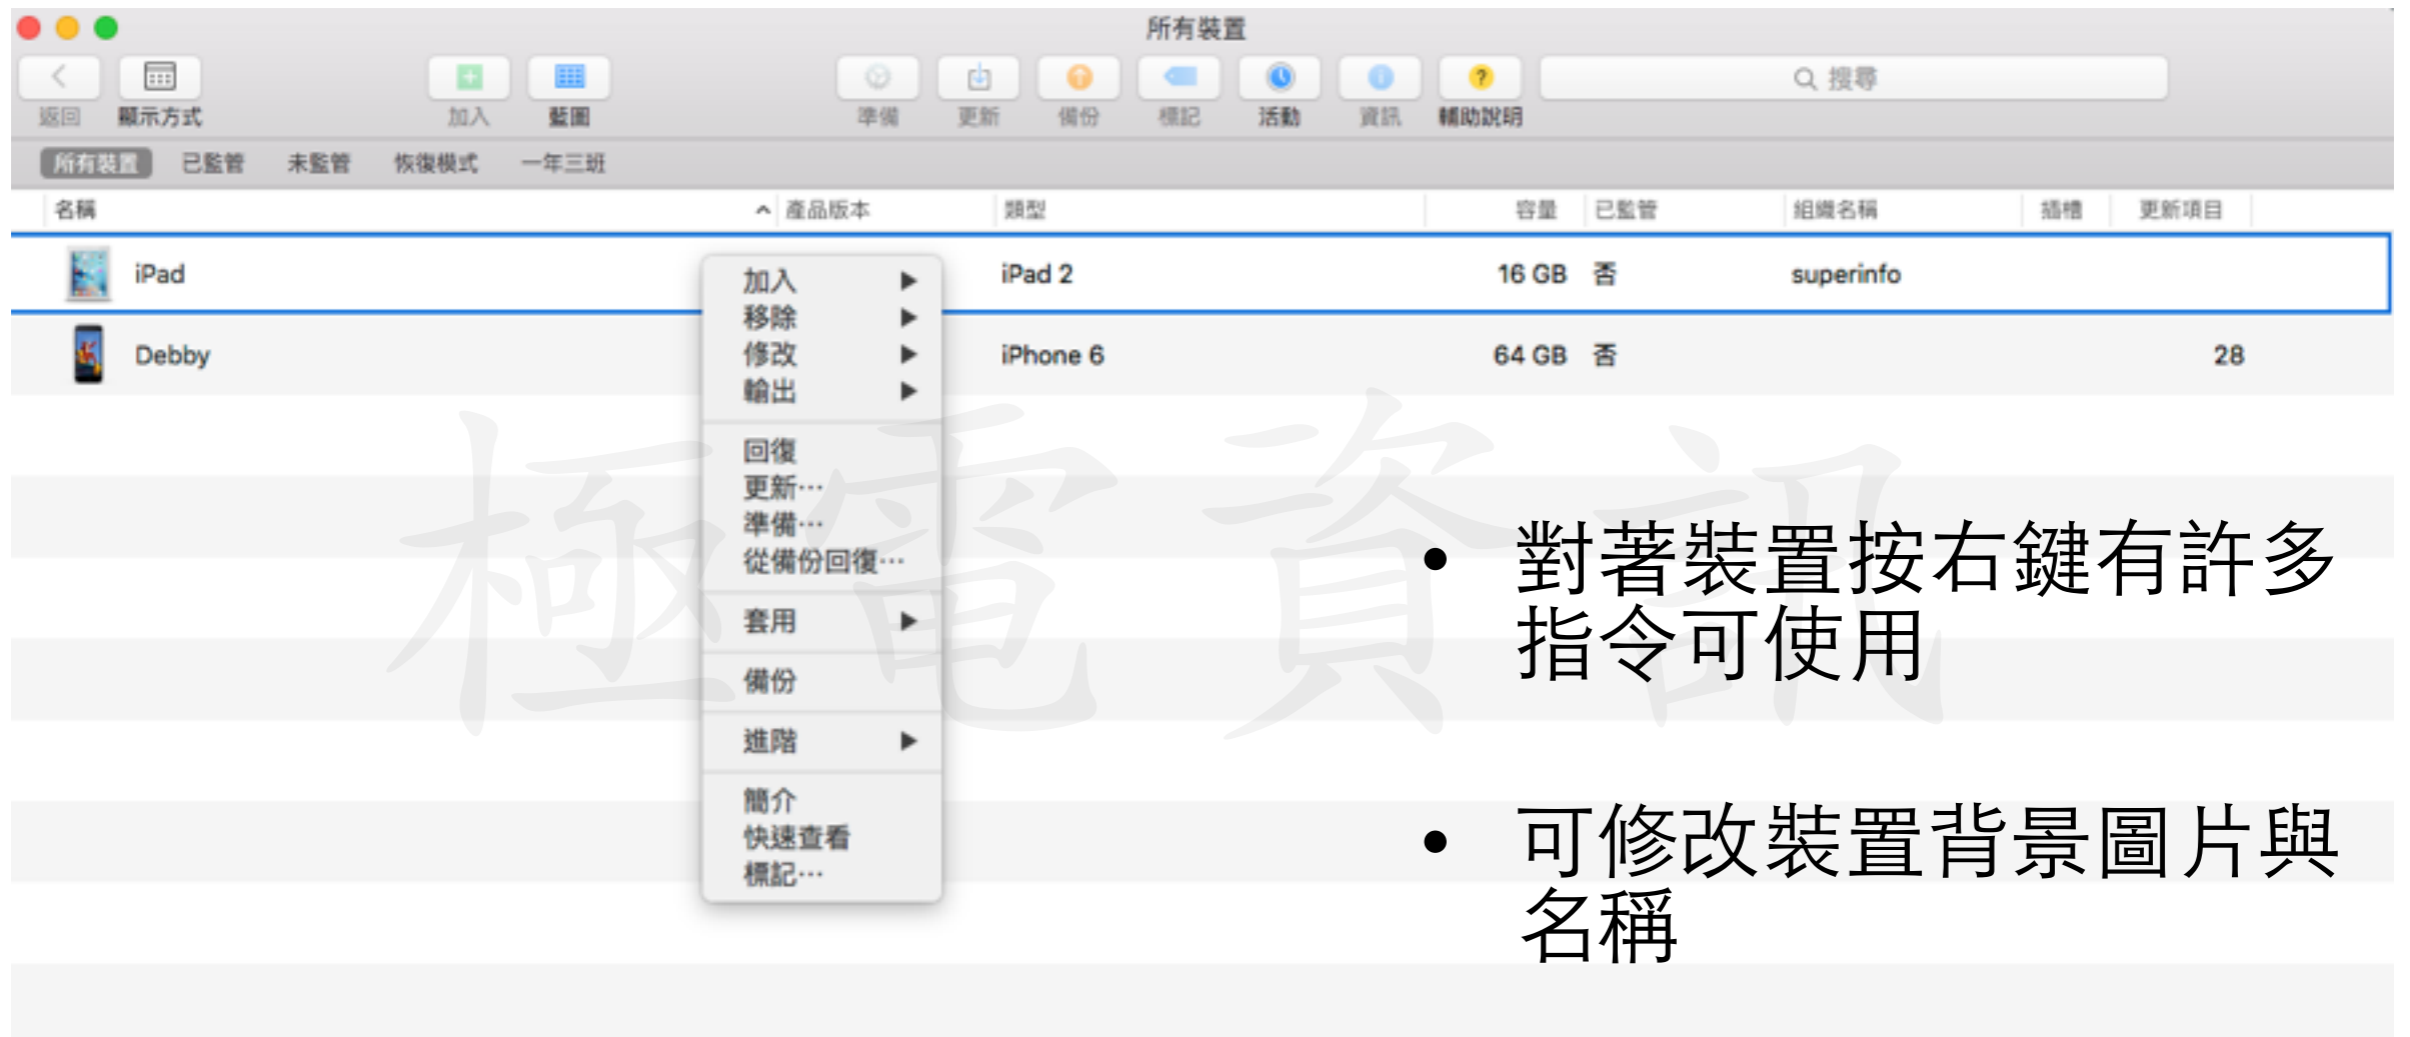 所有裝置
搜尋
返回 顯示方式 加入 藍圖 準備 更新 備份 標記 活動 資訊 輔助說明
所有裝置 已監管 未監管 恢復模式 一年三班
名稱 產品版本 類型 容量 已監管 組織名稱 插槽 更新項目
iPad iPad 2 16 GB 否 superinfo
Debby iPhone 6 64 GB 否 28
加入
移除
修改
輸出
回復
更新⋯
準備⋯
從備份回復⋯
套用
備份
進階
簡介
快速查看
標記⋯
• 對著裝置按右鍵有許多
指令可使用
• 可修改裝置背景圖片與
名稱
極電資訊